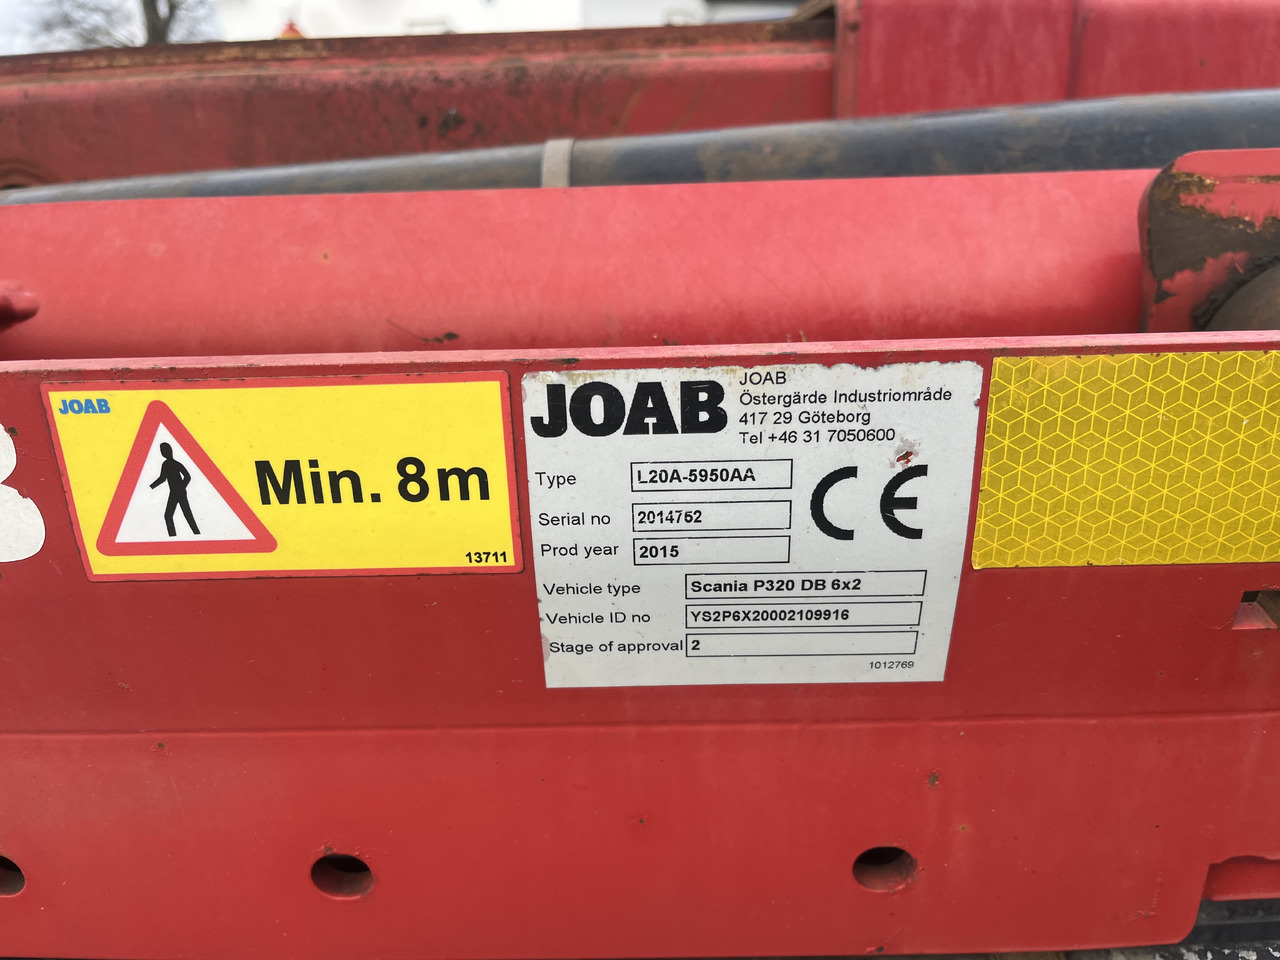 JOAB
Min. 8m
13711
JOAB
JOAB
Östergärde Industriområde
417 29 Göteborg
Tel +46 31 7050600
Type L20A-5950AA
CE
Serial no 2014752
Prod year 2015
Vehicle type Scania P320 DB 6x2
Vehicle ID no YS2P6X20002109916
Stage of approval 2
1012769